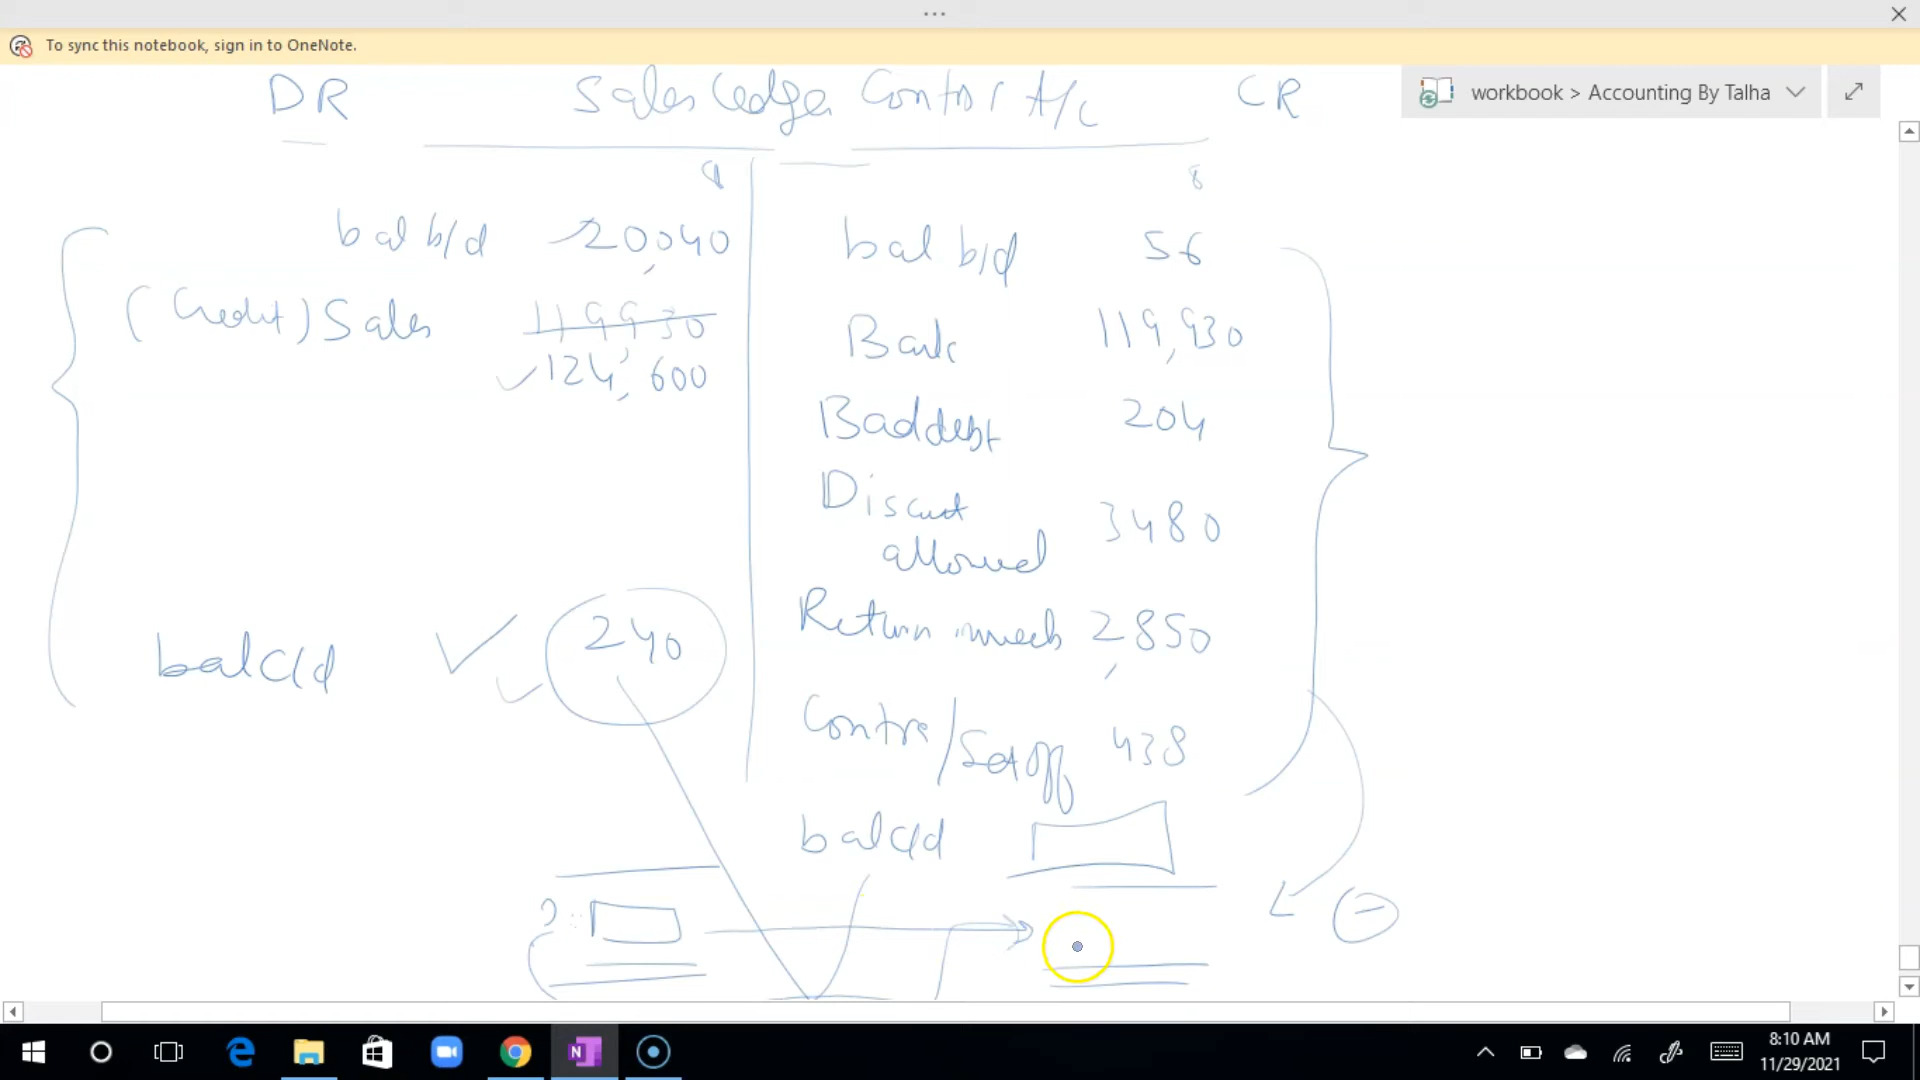 ...
To sync this notebook, sign in to OneNote.
DR Sales Ledger Control A/c CR
workbook > Accounting By Talha
bal b/d 20,040
bal b/d 56
(Credit) Sales 119,930
124,600
Bank 119,930
Bad debt 204
Discount allowed 3480
Return inwards 2,850
bal c/d 240
Contra/Set off 438
bal c/d
?
8:10 AM
11/29/2021